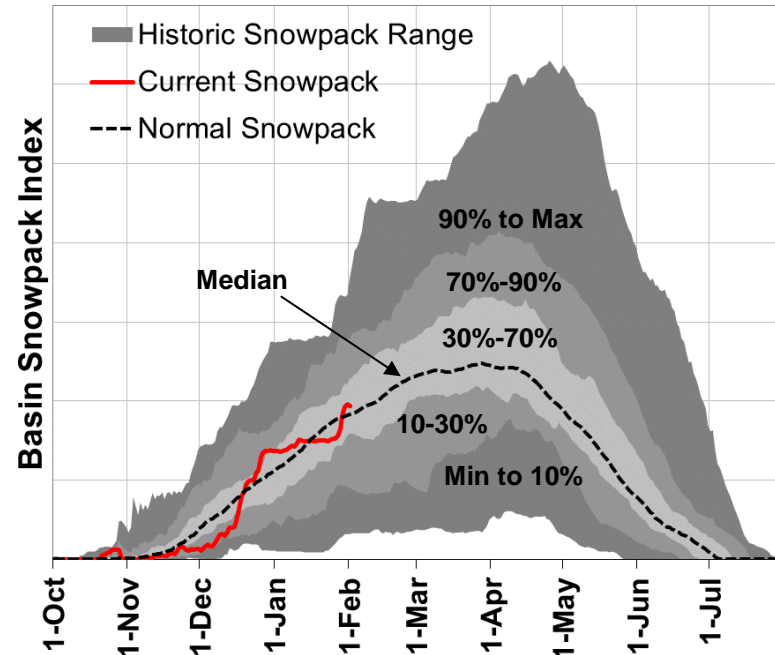 Historic Snowpack Range
Current Snowpack
Normal Snowpack
Basin Snowpack Index
90% to Max
Median
70%-90%
30%-70%
10-30%
Min to 10%
1-Oct
1-Nov
1-Dec
1-Jan
1-Feb
1-Mar
1-Apr
1-May
1-Jun
1-Jul